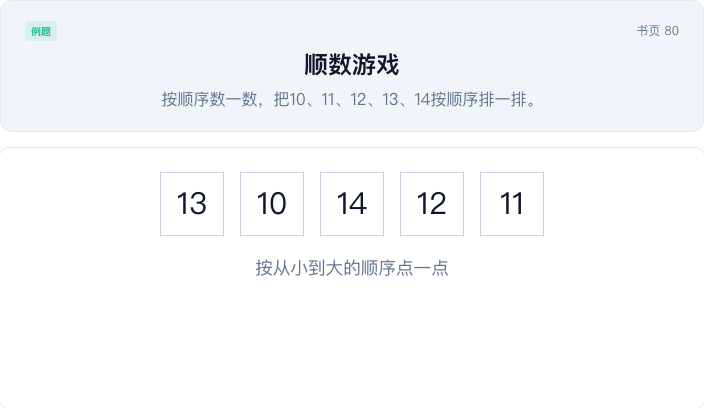 例题
书页 80
顺数游戏
按顺序数一数，把10、11、12、13、14按顺序排一排。
13 10 14 12 11
按从小到大的顺序点一点